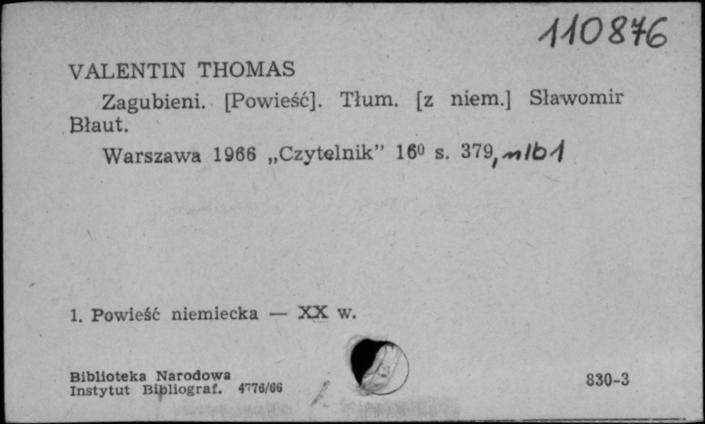 110876
VALENTIN THOMAS
Zagubieni. [Powieść]. Tłum. [z niem.] Sławomir
Błaut.
Warszawa 1966 „Czytelnik” 16⁰ s. 379, nlb1
1. Powieść niemiecka — XX w.
Biblioteka Narodowa
Instytut Bibliograf. 4776/66
830-3